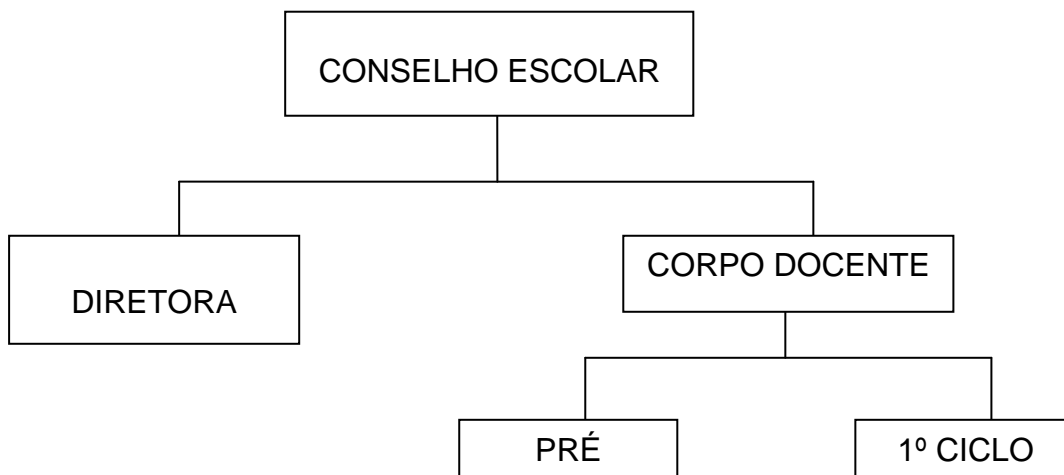 CONSELHO ESCOLAR
DIRETORA
CORPO DOCENTE
PRÉ
1º CICLO